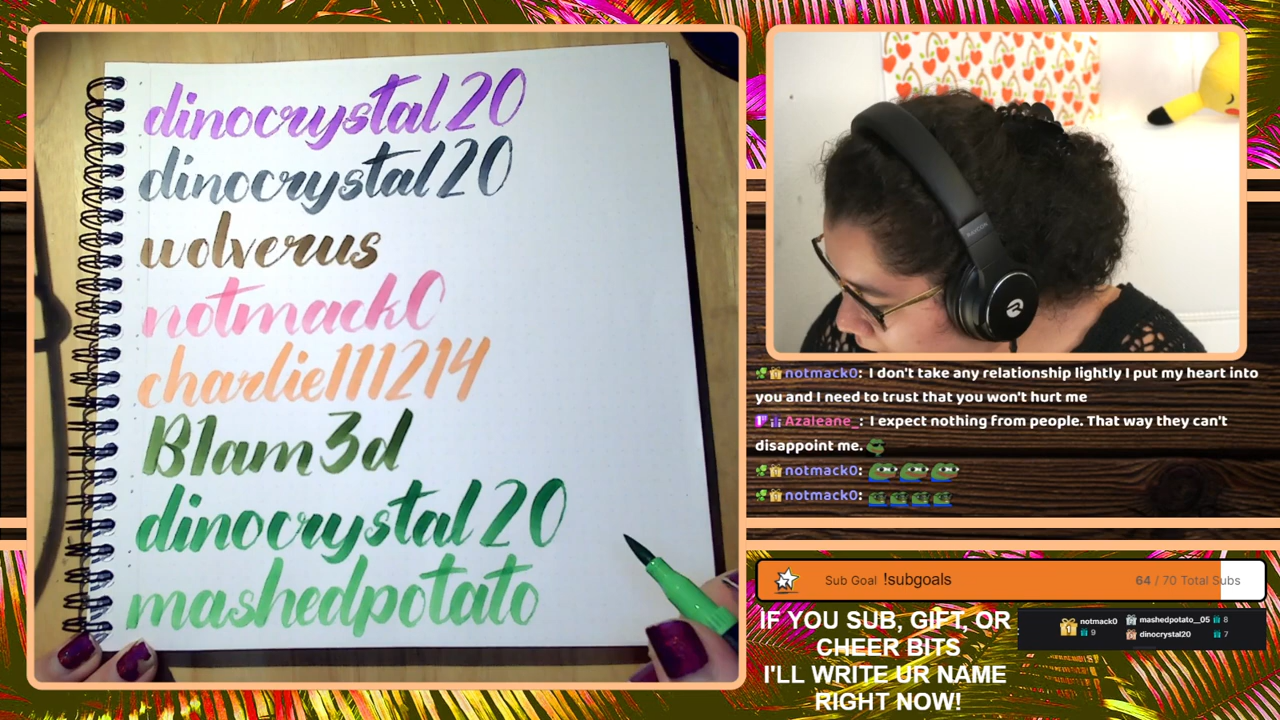 dinocrystal20
dinocrystal20
wolverus
notmack0
charlie111214
B1am3d
dinocrystal20
mashedpotato
notmack0: I don't take any relationship lightly I put my heart into
you and I need to trust that you won't hurt me
Azaleane_: I expect nothing from people. That way they can't
disappoint me.
notmack0:
notmack0:
Sub Goal !subgoals 64 / 70 Total Subs
IF YOU SUB, GIFT, OR
CHEER BITS
I'LL WRITE UR NAME
RIGHT NOW!
1 notmack0 9
mashedpotato__05 8
dinocrystal20 7